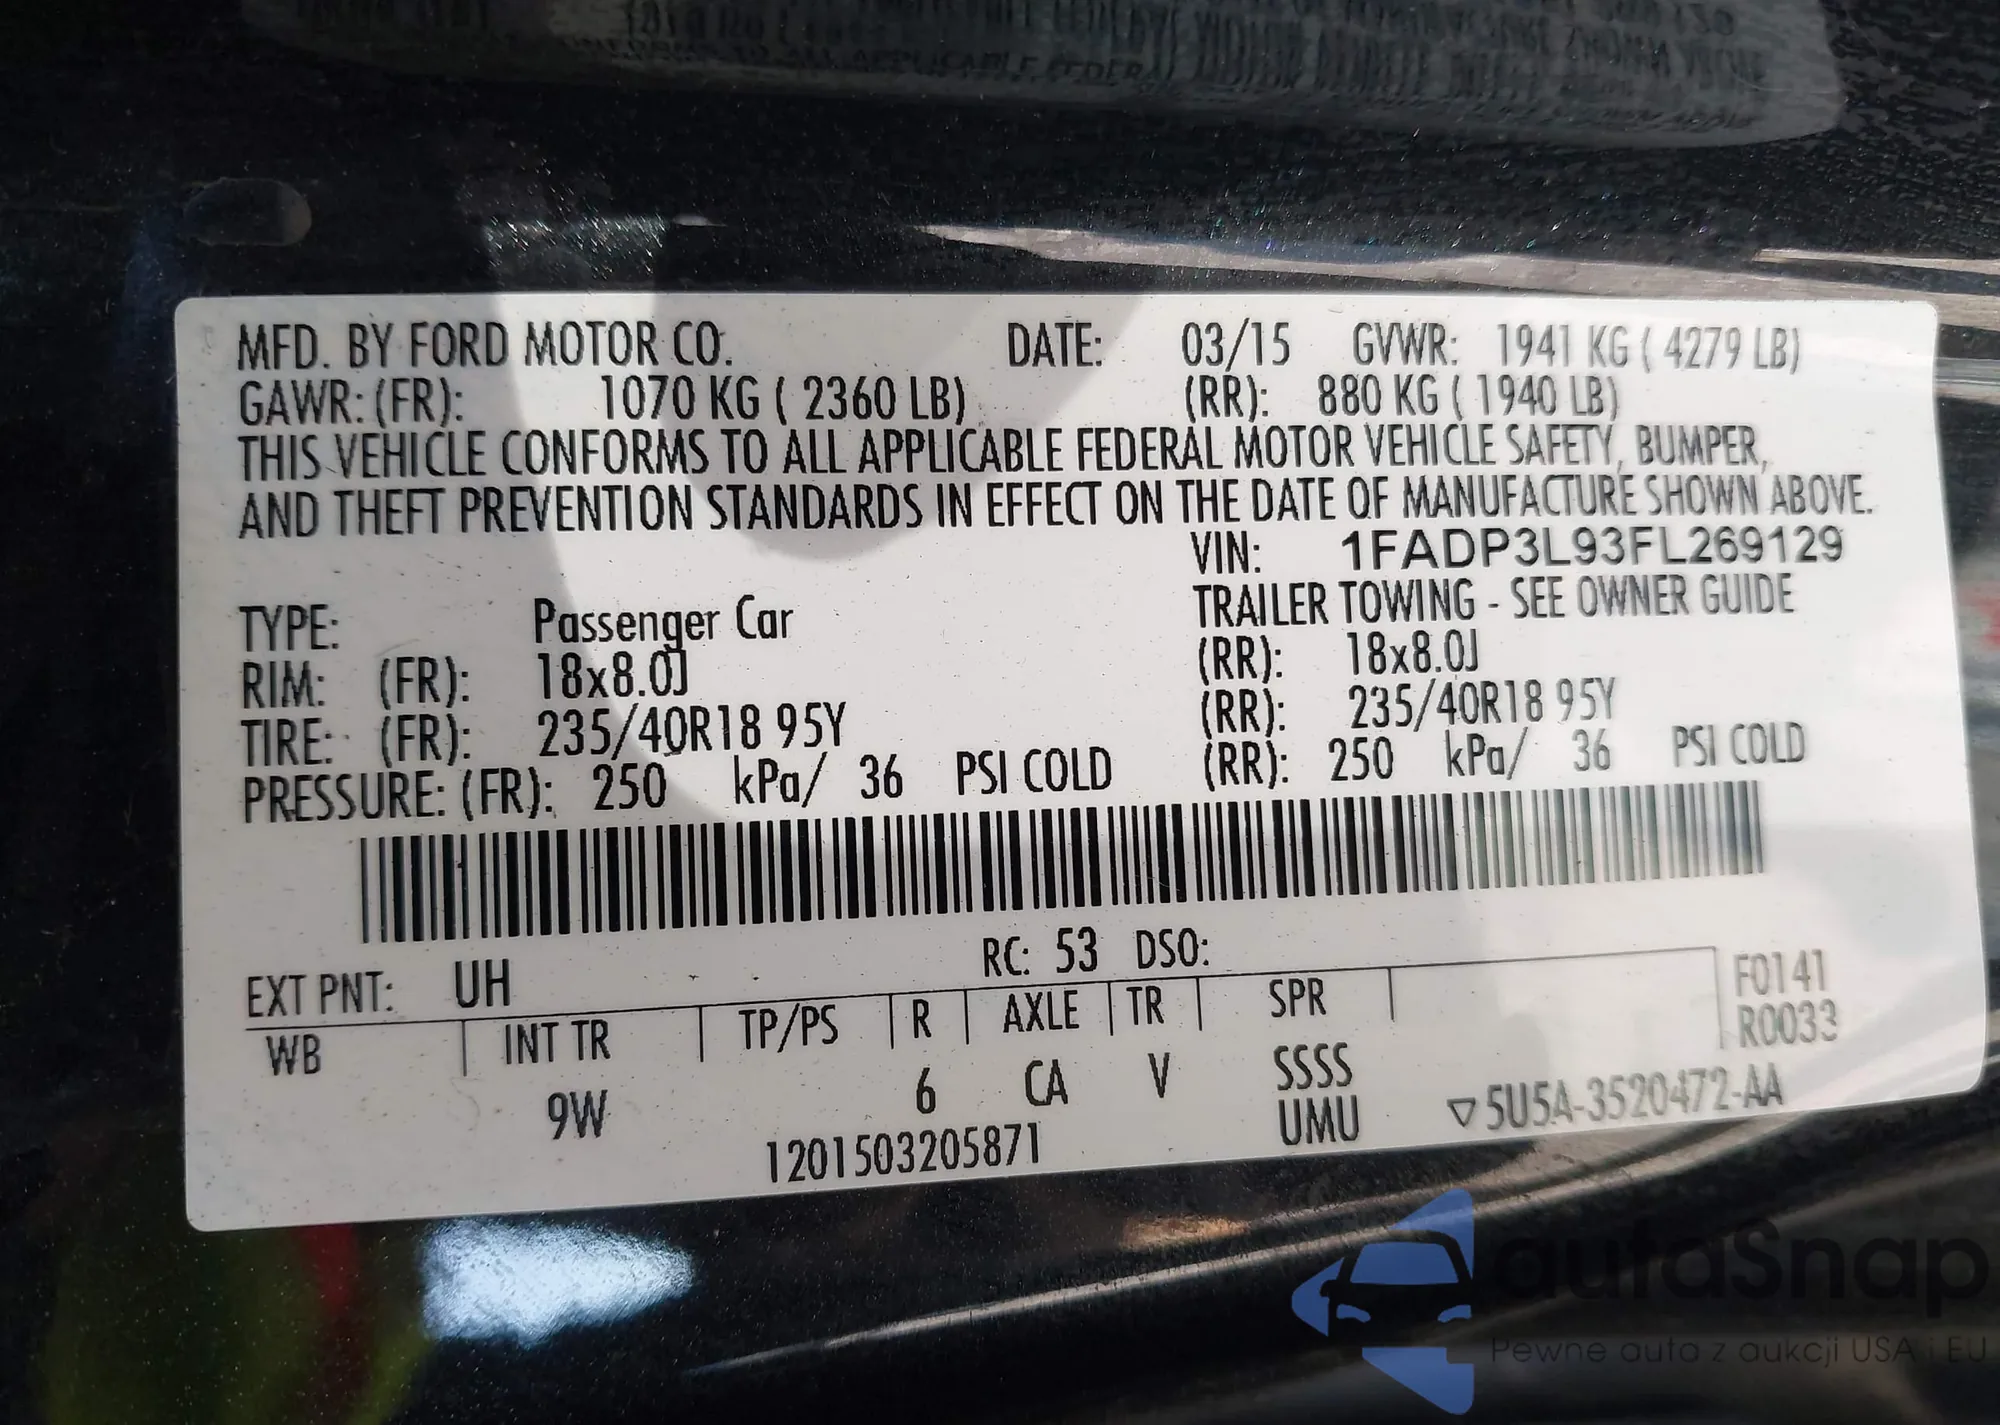 MFD. BY FORD MOTOR CO. DATE: 03/15 GVWR: 1941 KG ( 4279 LB)
GAWR: (FR): 1070 KG ( 2360 LB) (RR): 880 KG ( 1940 LB)
THIS VEHICLE CONFORMS TO ALL APPLICABLE FEDERAL MOTOR VEHICLE SAFETY, BUMPER,
AND THEFT PREVENTION STANDARDS IN EFFECT ON THE DATE OF MANUFACTURE SHOWN ABOVE.
VIN: 1FADP3L93FL269129
TYPE: Passenger Car TRAILER TOWING - SEE OWNER GUIDE
RIM: (FR): 18x8.0J (RR): 18x8.0J
TIRE: (FR): 235/40R18 95Y (RR): 235/40R18 95Y
PRESSURE: (FR): 250 kPa/ 36 PSI COLD (RR): 250 kPa/ 36 PSI COLD
EXT PNT: UH RC: 53 DSO: F0141
WB INT TR TP/PS R AXLE TR SPR R0033
9W 6 CA V SSSS
UMU ▽5U5A-3520472-AA
1201503205871
autoSnap
Pewne auta z aukcji USA i EU